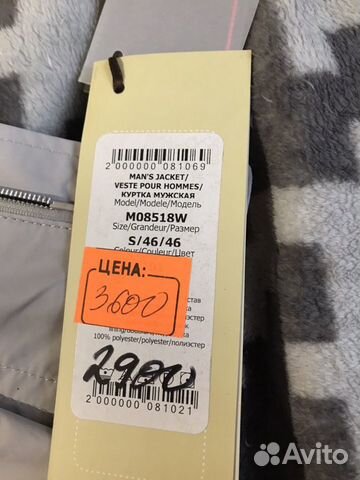 2 000000 081069
MAN'S JACKET/
VESTE POUR HOMMES/
КУРТКА МУЖСКАЯ
Model/Modele/Модель
M08518W
Size/Grandeur/Размер
S/46/46
Colour/Couleur/Цвет
ЦЕНА:
3600
100% polyester/polyester/полиэстер
2900
2 000000 081021
Avito